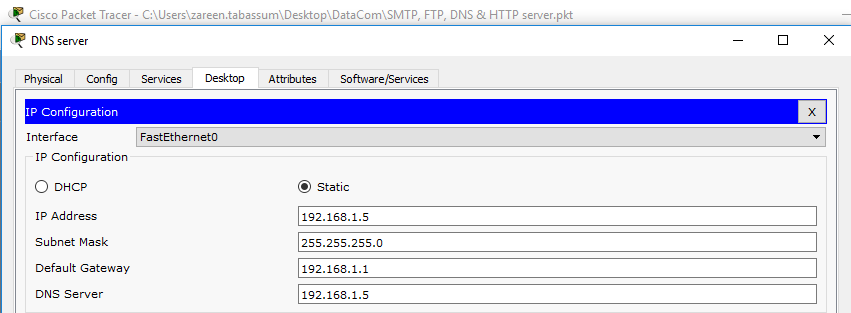 Cisco Packet Tracer - C:\Users\zareen.tabassum\Desktop\DataCom\SMTP, FTP, DNS & HTTP server.pkt
DNS server
Physical Config Services Desktop Attributes Software/Services
IP Configuration X
Interface FastEthernet0
IP Configuration
DHCP Static
IP Address 192.168.1.5
Subnet Mask 255.255.255.0
Default Gateway 192.168.1.1
DNS Server 192.168.1.5